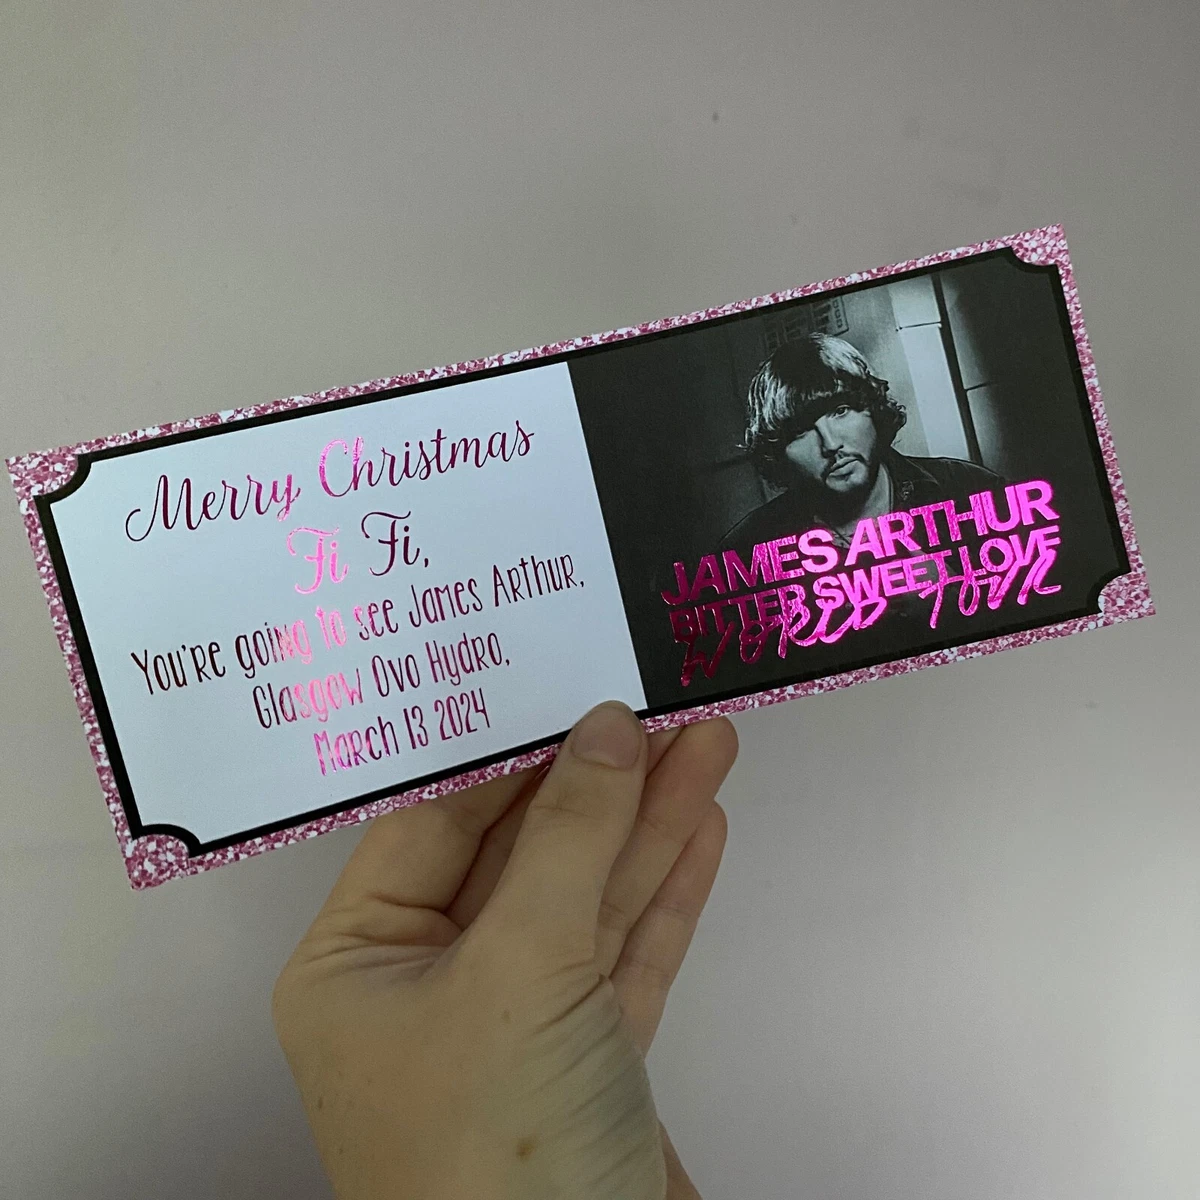 Merry Christmas
Fi Fi,
You're going to see James Arthur,
Glasgow Ovo Hydro,
March 13 2024
JAMES ARTHUR
BITTER SWEET LOVE
WORLD TOUR